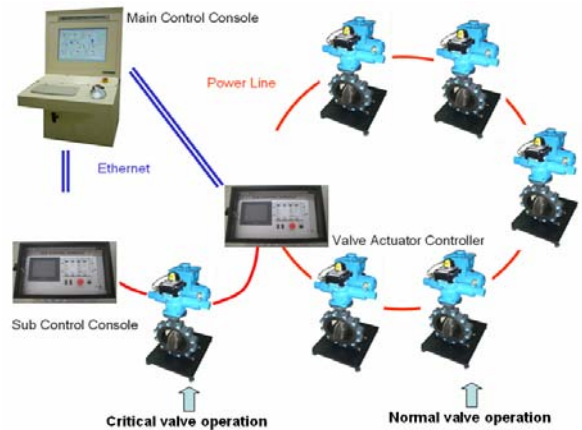 Main Control Console
Power Line
Ethernet
Valve Actuator Controller
Sub Control Console
Critical valve operation
Normal valve operation